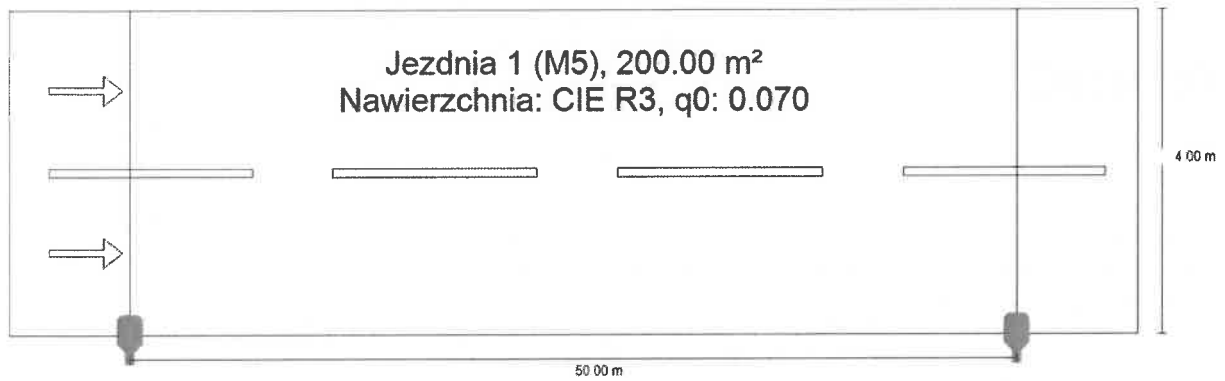 Jezdnia 1 (M5), 200.00 m²
Nawierzchnia: CIE R3, q0: 0.070
4.00 m
50.00 m